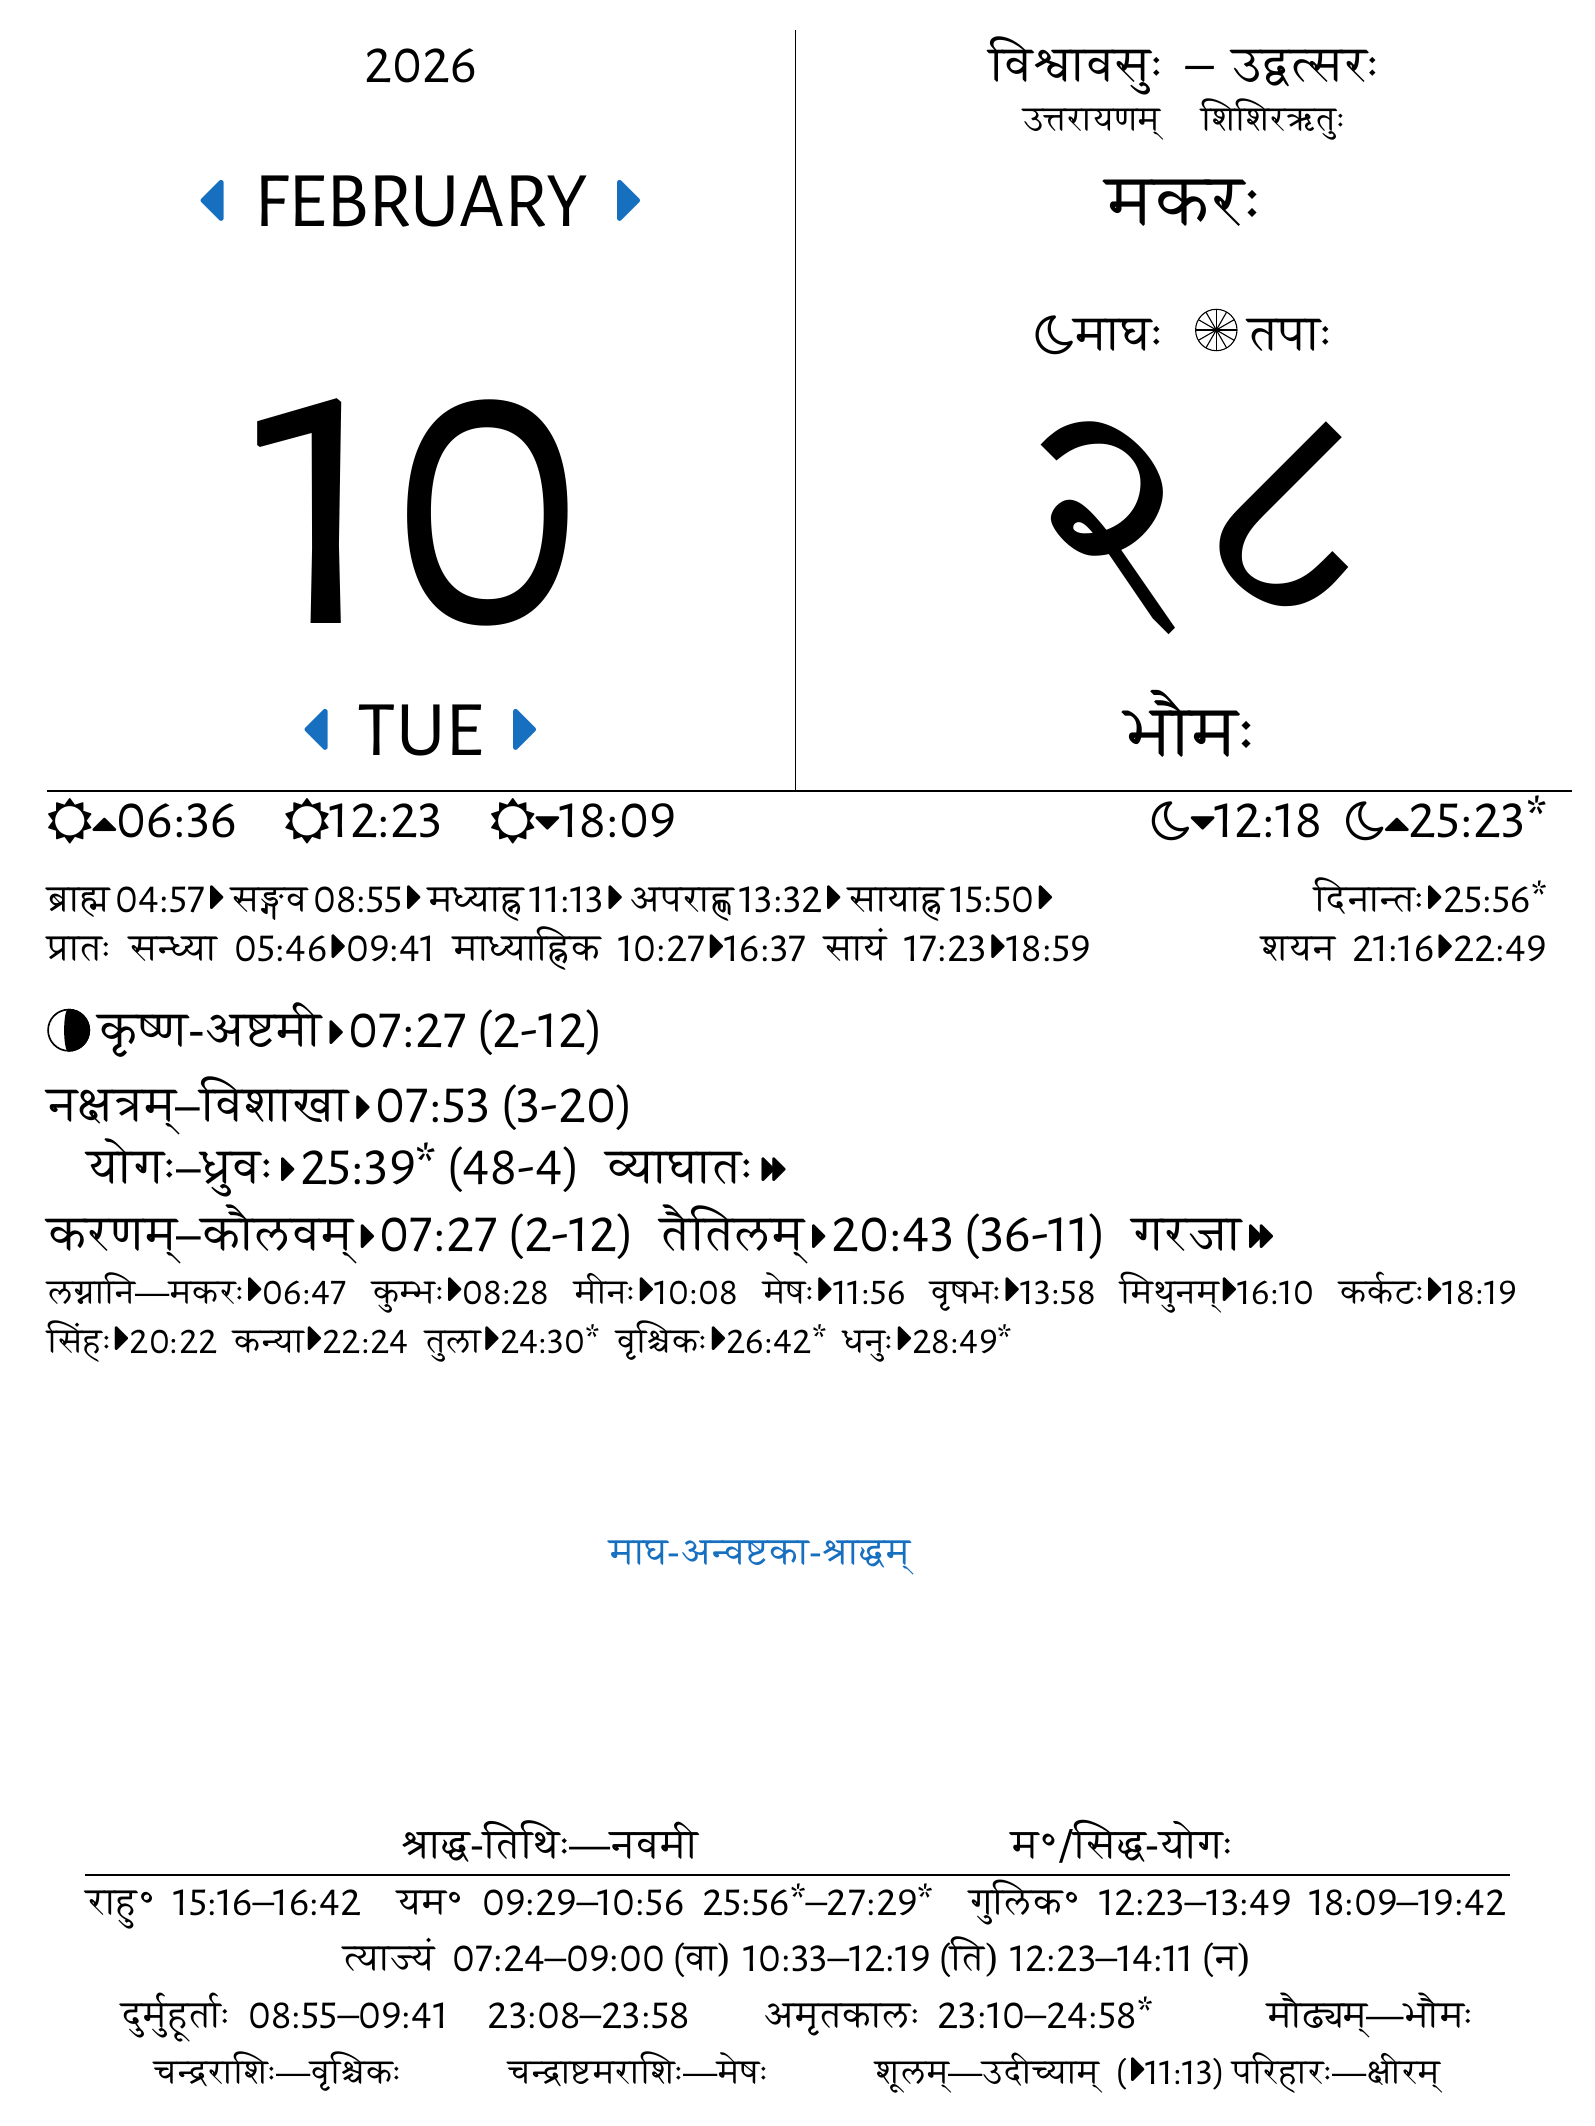 2026
FEBRUARY
10
TUE
विश्वावसुः – उद्वत्सरः
उत्तरायणम् शिशिरऋतुः
मकरः
माघः तपाः
२८
भौमः
06:36 12:23 18:09 12:18 25:23*
ब्राह्म 04:57 सङ्गव 08:55 मध्याह्न 11:13 अपराह्ण 13:32 सायाह्न 15:50 दिनान्तः 25:56*
प्रातः सन्ध्या 05:46 09:41 माध्याह्निक 10:27 16:37 सायं 17:23 18:59 शयन 21:16 22:49
कृष्ण-अष्टमी 07:27 (2-12)
नक्षत्रम्–विशाखा 07:53 (3-20)
योगः–ध्रुवः 25:39* (48-4) व्याघातः
करणम्–कौलवम् 07:27 (2-12) तैतिलम् 20:43 (36-11) गरजा
लग्नानि—मकरः 06:47 कुम्भः 08:28 मीनः 10:08 मेषः 11:56 वृषभः 13:58 मिथुनम् 16:10 कर्कटः 18:19
सिंहः 20:22 कन्या 22:24 तुला 24:30* वृश्चिकः 26:42* धनुः 28:49*
माघ-अन्वष्टका-श्राद्धम्
श्राद्ध-तिथिः—नवमी म॰/सिद्ध-योगः
राहु॰ 15:16–16:42 यम॰ 09:29–10:56 25:56*–27:29* गुलिक॰ 12:23–13:49 18:09–19:42
त्याज्यं 07:24–09:00 (वा) 10:33–12:19 (ति) 12:23–14:11 (न)
दुर्मुहूर्ताः 08:55–09:41 23:08–23:58 अमृतकालः 23:10–24:58* मौढ्यम्—भौमः
चन्द्रराशिः—वृश्चिकः चन्द्राष्टमराशिः—मेषः शूलम्—उदीच्याम् (11:13) परिहारः—क्षीरम्